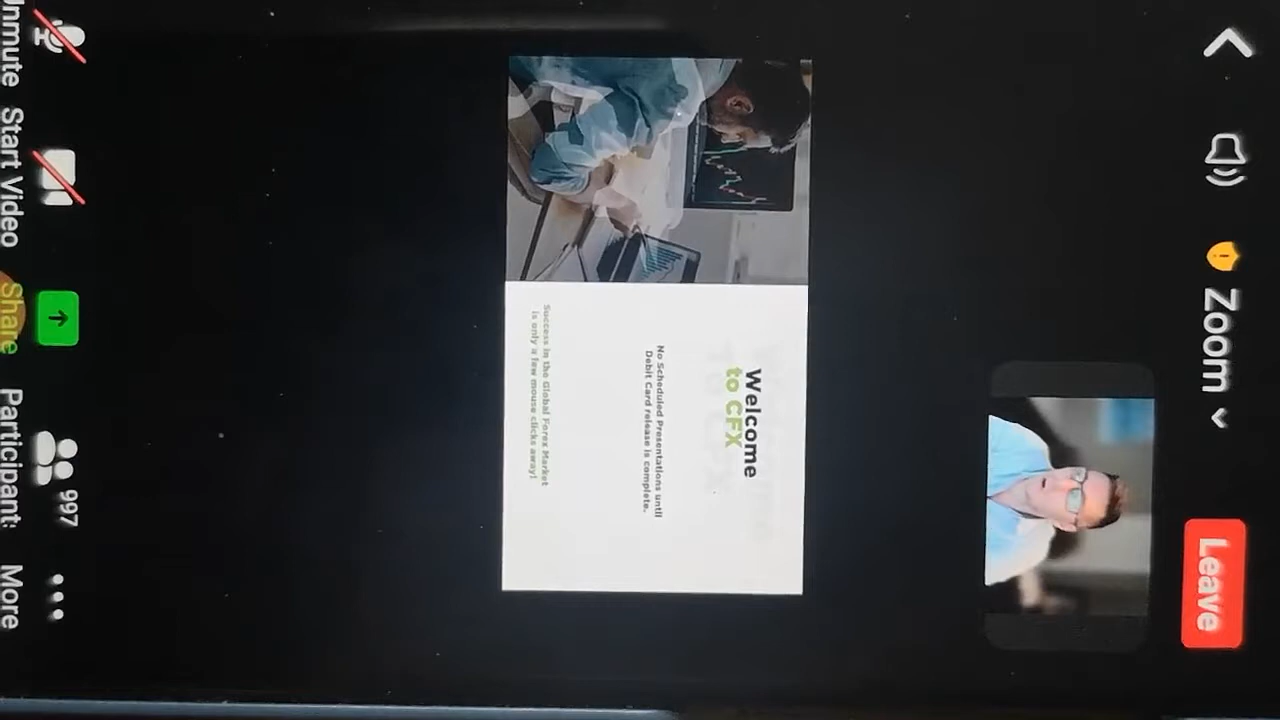 Zoom
Leave
Welcome
to CFX
No Scheduled Presentations until
Debit Card release is complete.
Success in the Global Forex Market
is only a few mouse clicks away!
Unmute
Start Video
Share
Participants
997
More